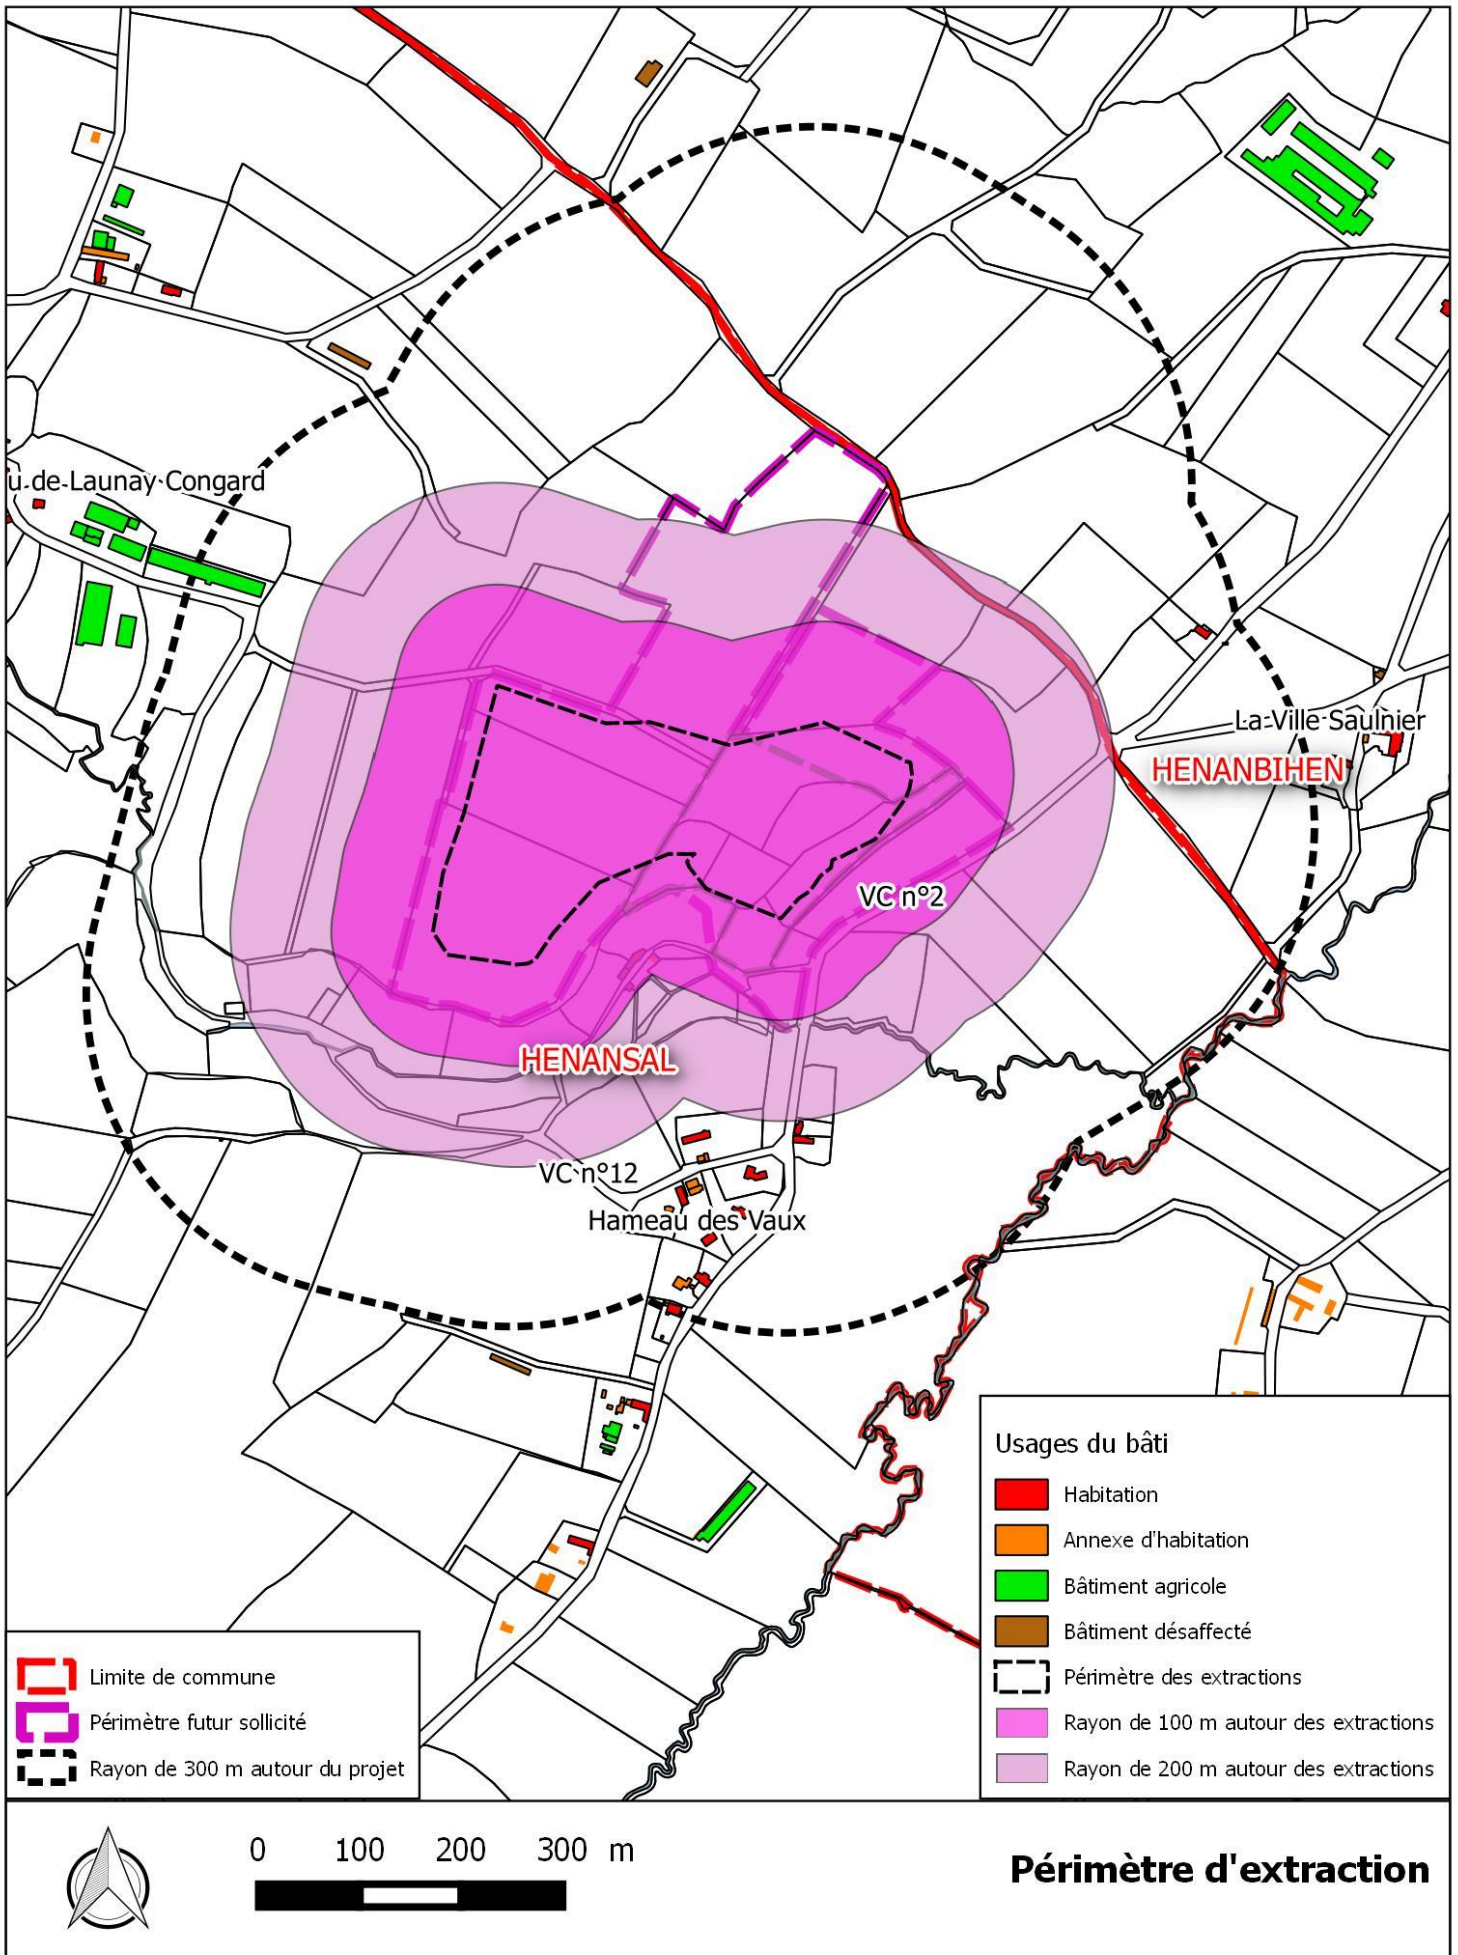 u-de-Launay Congard
La Ville Saulnier
HENANBIHEN
VC n°2
HENANSAL
VC n°12
Hameau des Vaux
Usages du bâti
Habitation
Annexe d'habitation
Bâtiment agricole
Bâtiment désaffecté
Périmètre des extractions
Rayon de 100 m autour des extractions
Rayon de 200 m autour des extractions
Limite de commune
Périmètre futur sollicité
Rayon de 300 m autour du projet
0 100 200 300 m
Périmètre d'extraction